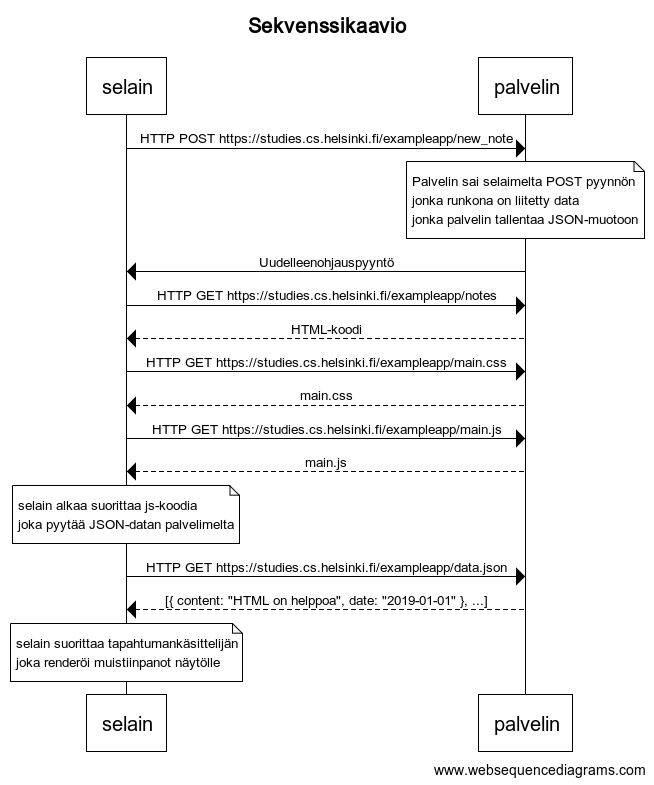 Sekvenssikaavio
selain
palvelin
HTTP POST https://studies.cs.helsinki.fi/exampleapp/new_note
Palvelin sai selaimelta POST pyynnön
jonka runkona on liitetty data
jonka palvelin tallentaa JSON-muotoon
Uudelleenohjauspyyntö
HTTP GET https://studies.cs.helsinki.fi/exampleapp/notes
HTML-koodi
HTTP GET https://studies.cs.helsinki.fi/exampleapp/main.css
main.css
HTTP GET https://studies.cs.helsinki.fi/exampleapp/main.js
main.js
selain alkaa suorittaa js-koodia
joka pyytää JSON-datan palvelimelta
HTTP GET https://studies.cs.helsinki.fi/exampleapp/data.json
[{ content: "HTML on helppoa", date: "2019-01-01" }, ...]
selain suorittaa tapahtumankäsittelijän
joka renderöi muistiinpanot näytölle
selain
palvelin
www.websequencediagrams.com